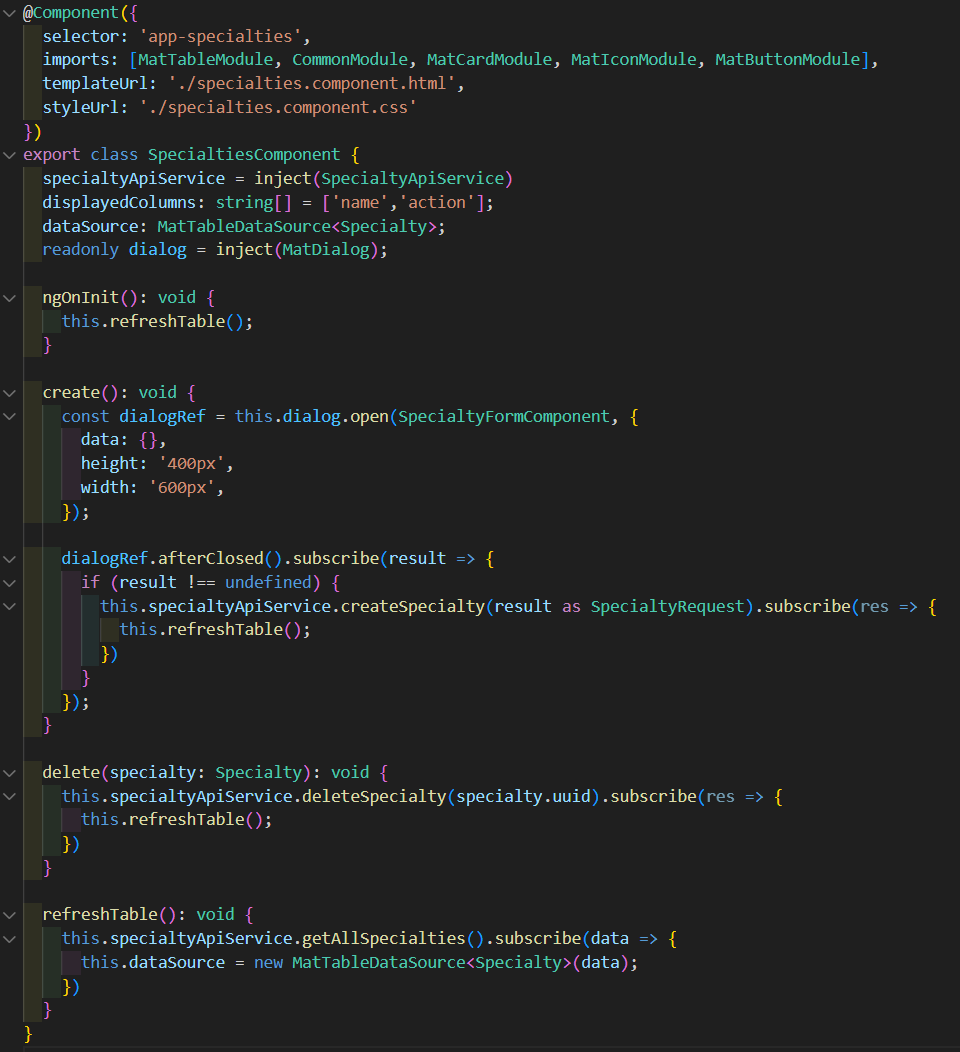 @Component({
  selector: 'app-specialties',
  imports: [MatTableModule, CommonModule, MatCardModule, MatIconModule, MatButtonModule],
  templateUrl: './specialties.component.html',
  styleUrl: './specialties.component.css'
})
export class SpecialtiesComponent {
  specialtyApiService = inject(SpecialtyApiService)
  displayedColumns: string[] = ['name','action'];
  dataSource: MatTableDataSource<Specialty>;
  readonly dialog = inject(MatDialog);

  ngOnInit(): void {
    this.refreshTable();
  }

  create(): void {
    const dialogRef = this.dialog.open(SpecialtyFormComponent, {
      data: {},
      height: '400px',
      width: '600px',
    });

    dialogRef.afterClosed().subscribe(result => {
      if (result !== undefined) {
        this.specialtyApiService.createSpecialty(result as SpecialtyRequest).subscribe(res => {
          this.refreshTable();
        })
      }
    });
  }

  delete(specialty: Specialty): void {
    this.specialtyApiService.deleteSpecialty(specialty.uuid).subscribe(res => {
      this.refreshTable();
    })
  }

  refreshTable(): void {
    this.specialtyApiService.getAllSpecialties().subscribe(data => {
      this.dataSource = new MatTableDataSource<Specialty>(data);
    })
  }
}